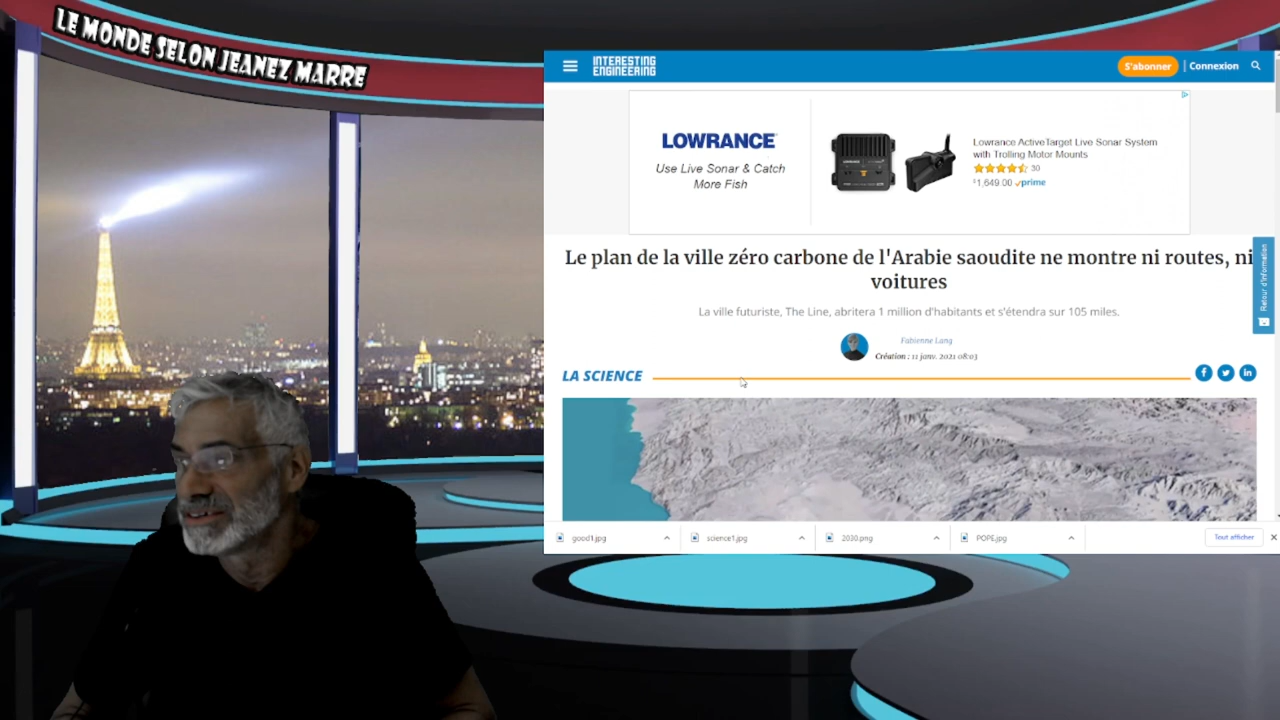 LE MONDE SELON JEANEZ MARRE
INTERESTING
ENGINEERING
S'abonner
Connexion
LOWRANCE
Use Live Sonar & Catch
More Fish
Lowrance ActiveTarget Live Sonar System
with Trolling Motor Mounts
30
$1,649.00 prime
Le plan de la ville zéro carbone de l'Arabie saoudite ne montre ni routes, ni
voitures
La ville futuriste, The Line, abritera 1 million d'habitants et s'étendra sur 105 miles.
Fabienne Lang
Création : 11 janv. 2021 08:03
LA SCIENCE
Retour d'information
good1.jpg
science1.jpg
2030.png
POPE.jpg
Tout afficher